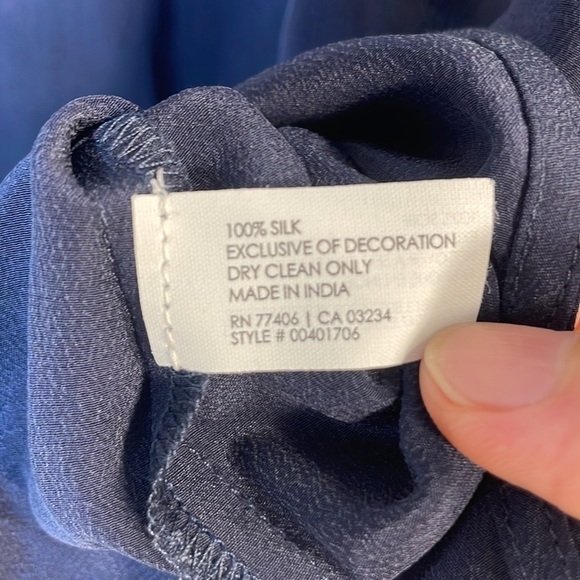 100% SILK
EXCLUSIVE OF DECORATION
DRY CLEAN ONLY
MADE IN INDIA
RN 77406 | CA 03234
STYLE # 00401706